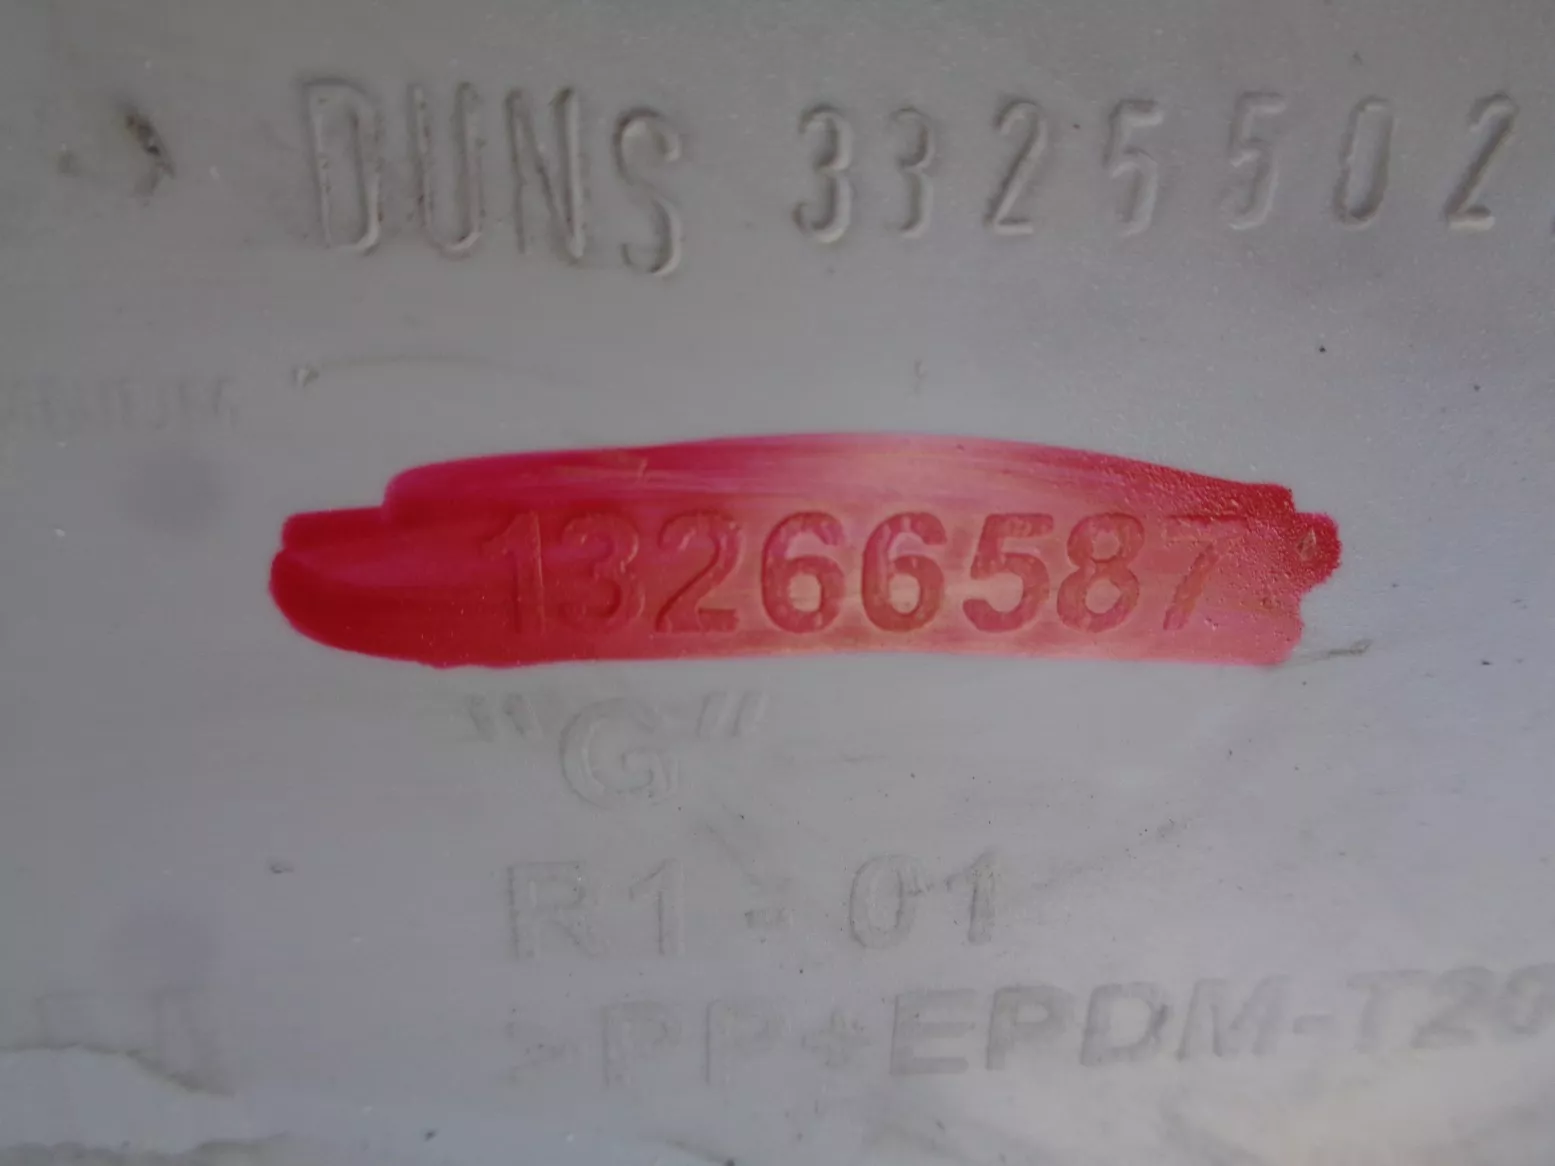 DUNS 3325502
13266587
"G"
R1-01
>PP+EPDM-T20